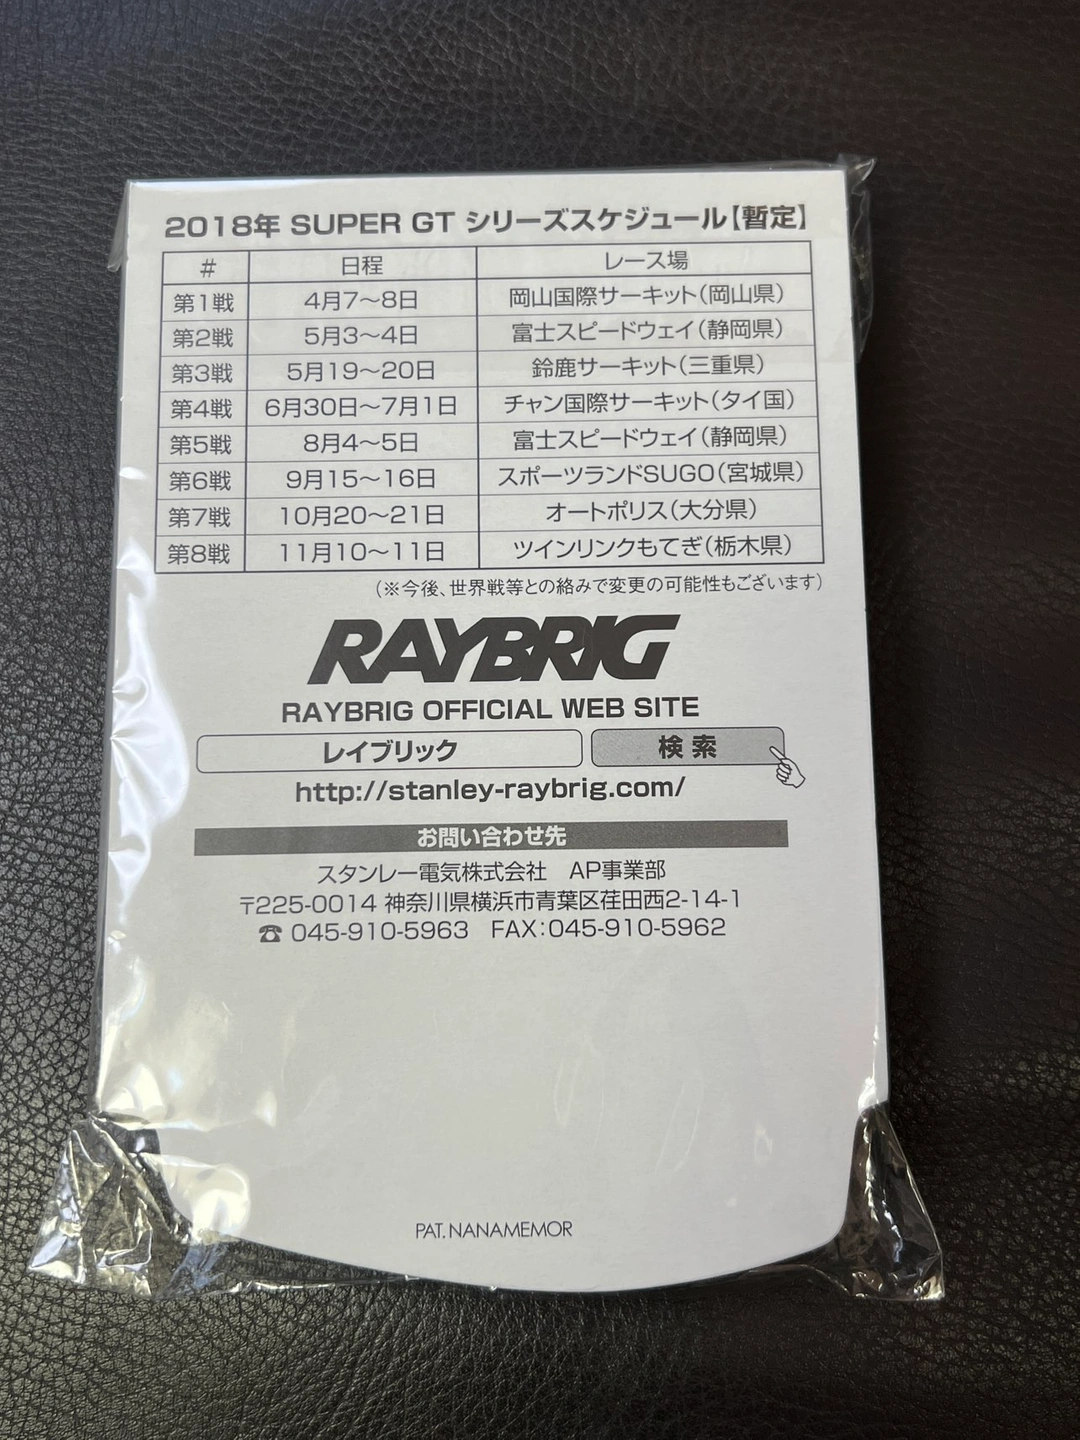 2018年 SUPER GT シリーズスケジュール【暫定】
# 日程 レース場
第1戦 4月7〜8日 岡山国際サーキット(岡山県)
第2戦 5月3〜4日 富士スピードウェイ(静岡県)
第3戦 5月19〜20日 鈴鹿サーキット(三重県)
第4戦 6月30日〜7月1日 チャン国際サーキット(タイ国)
第5戦 8月4〜5日 富士スピードウェイ(静岡県)
第6戦 9月15〜16日 スポーツランドSUGO(宮城県)
第7戦 10月20〜21日 オートポリス(大分県)
第8戦 11月10〜11日 ツインリンクもてぎ(栃木県)
(※今後、世界戦等との絡みで変更の可能性もございます)
RAYBRIG
RAYBRIG OFFICIAL WEB SITE
レイブリック 検索
http://stanley-raybrig.com/
お問い合わせ先
スタンレー電気株式会社 AP事業部
〒225-0014 神奈川県横浜市青葉区荏田西2-14-1
☎ 045-910-5963 FAX:045-910-5962
PAT. NANAMEMOR